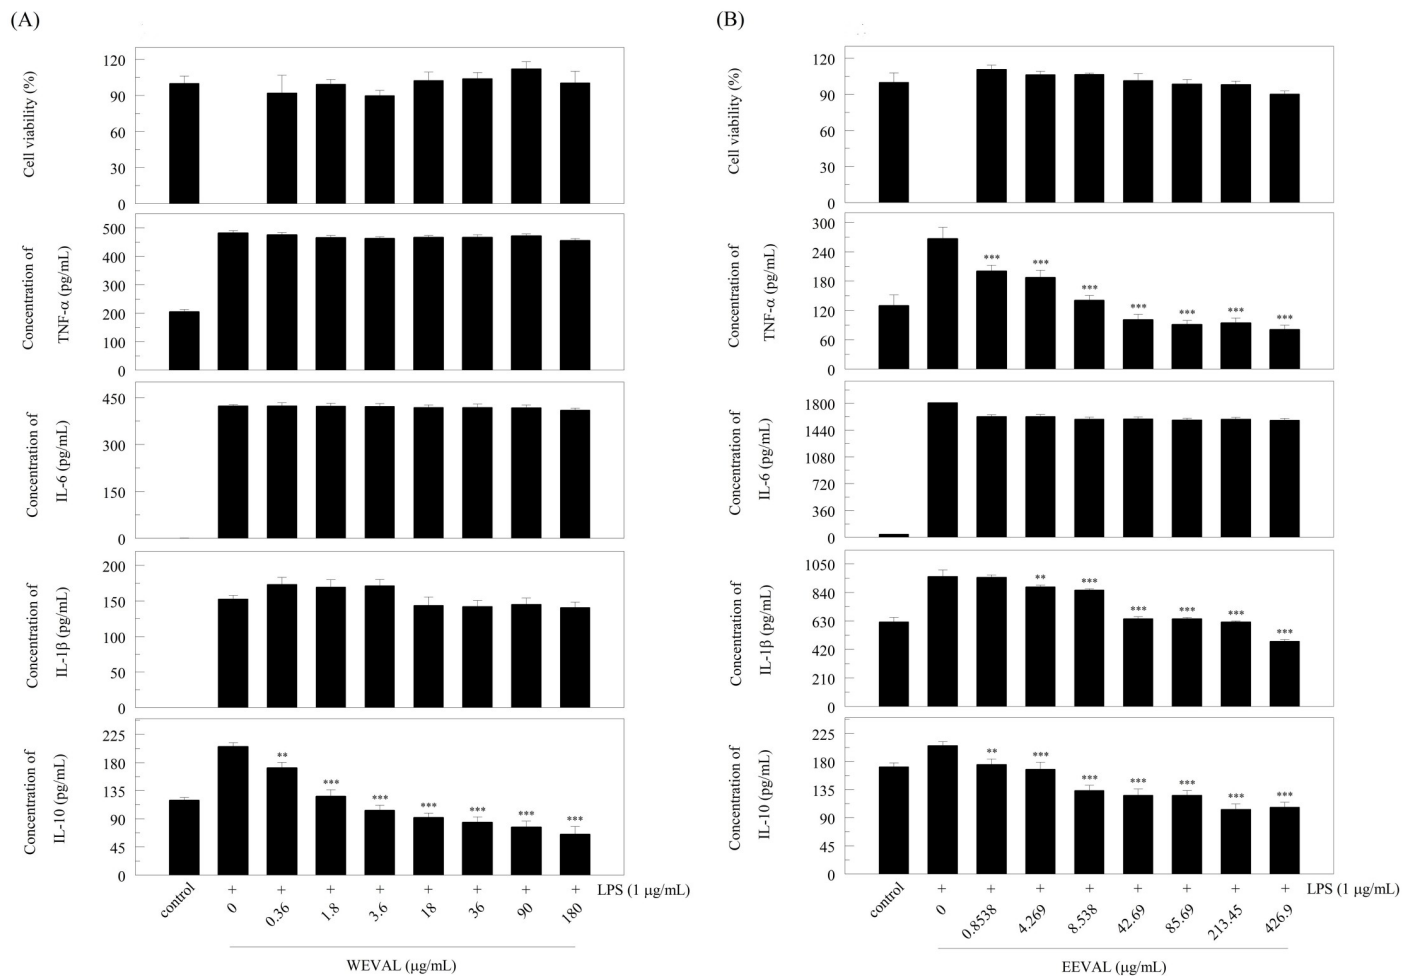 (A)
Cell viability (%)
120
90
60
30
0
Concentration of
TNF-α (pg/mL)
500
400
300
200
100
0
Concentration of
IL-6 (pg/mL)
450
300
150
0
Concentration of
IL-1β (pg/mL)
200
150
100
50
0
Concentration of
IL-10 (pg/mL)
225
180
135
90
45
0
** *** *** *** *** *** ***
+ + + + + + + + LPS (1 μg/mL)
control 0 0.36 1.8 3.6 18 36 90 180
WEVAL (μg/mL)
(B)
Cell viability (%)
120
90
60
30
0
Concentration of
TNF-α (pg/mL)
300
240
180
120
60
0
*** *** *** *** *** *** ***
Concentration of
IL-6 (pg/mL)
1800
1440
1080
720
360
0
Concentration of
IL-1β (pg/mL)
1050
840
630
420
210
0
** *** *** *** *** ***
Concentration of
IL-10 (pg/mL)
225
180
135
90
45
0
** *** *** *** *** *** ***
+ + + + + + + + LPS (1 μg/mL)
control 0 0.8538 4.269 8.538 42.69 85.69 213.45 426.9
EEVAL (μg/mL)